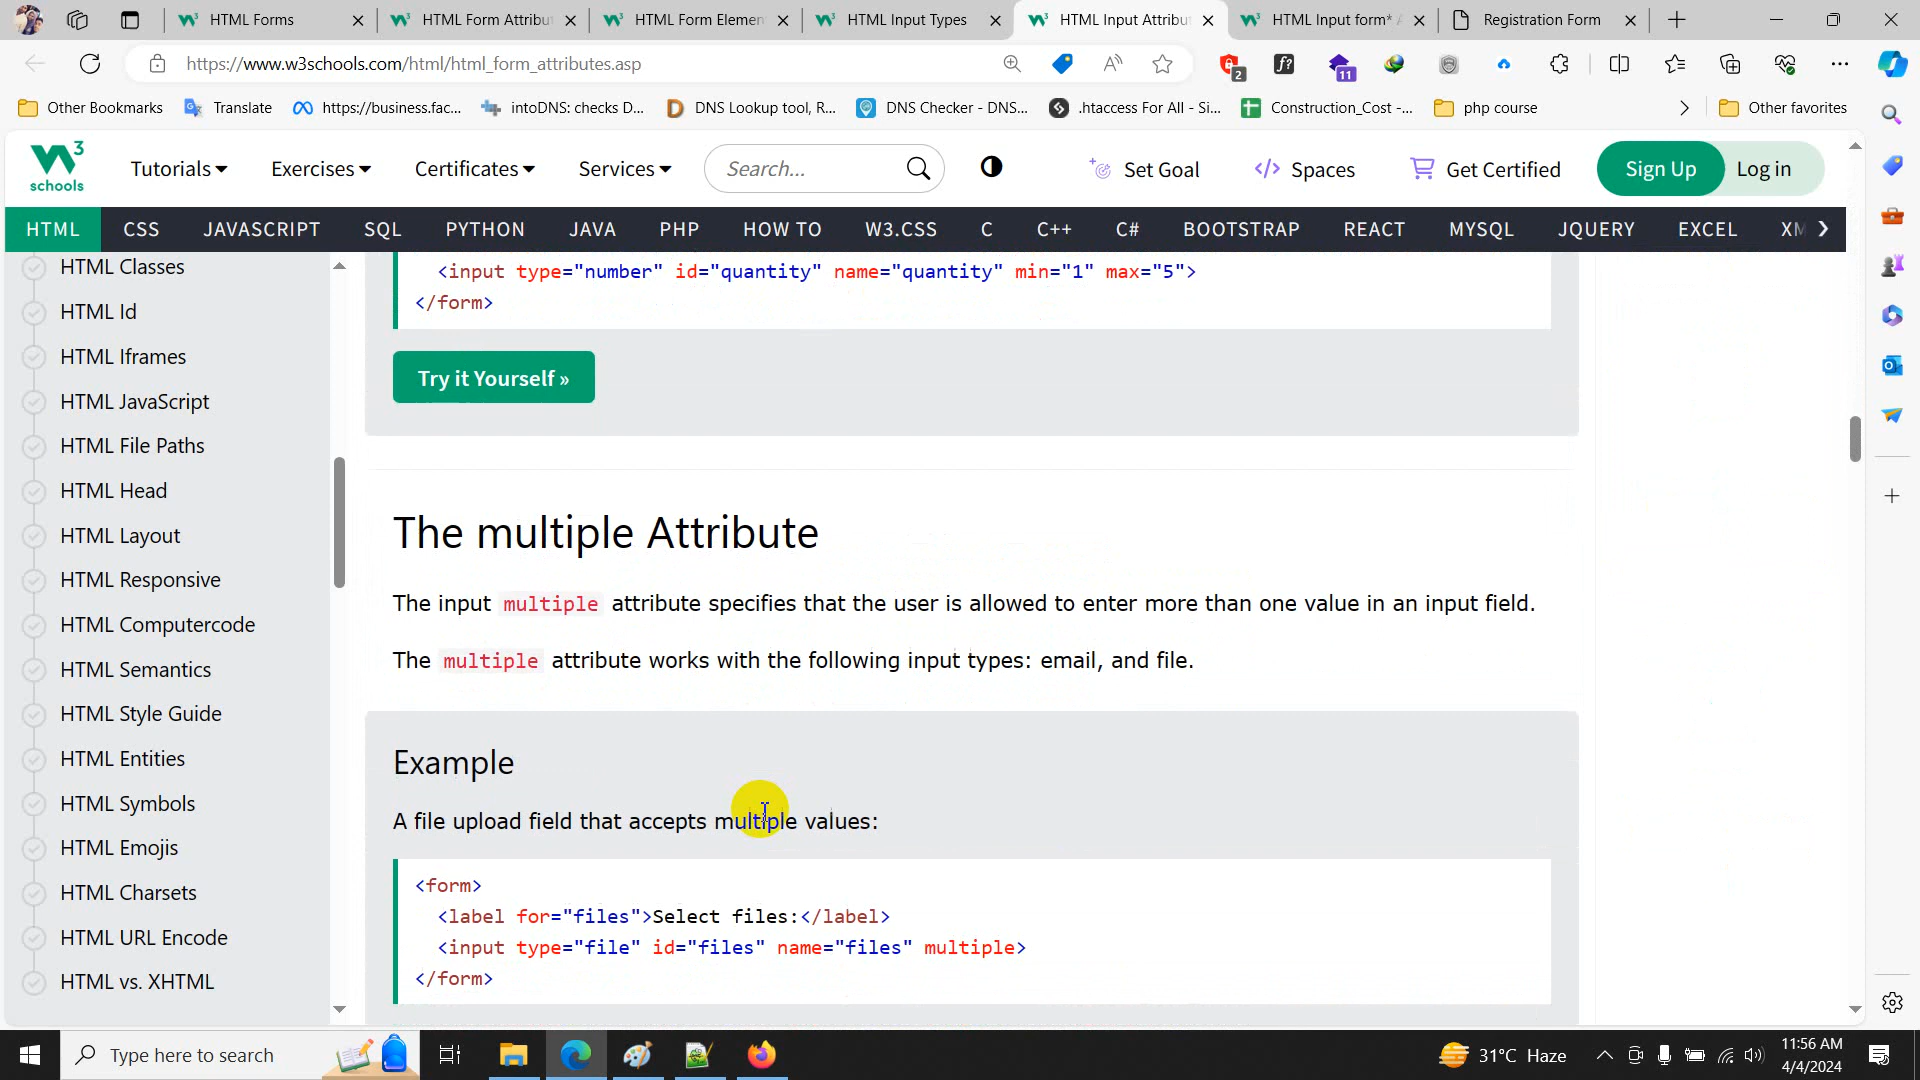 HTML Forms
HTML Form Attribu
HTML Form Elemen
HTML Input Types
HTML Input Attribu
HTML Input form* A
Registration Form
https://www.w3schools.com/html/html_form_attributes.asp
2
f?
11
Other Bookmarks
Translate
https://business.fac...
intoDNS: checks D...
DNS Lookup tool, R...
DNS Checker - DNS...
.htaccess For All - Si...
Construction_Cost -...
php course
Other favorites
W3
schools
Tutorials
Exercises
Certificates
Services
Search...
Set Goal
Spaces
Get Certified
Sign Up
Log in
HTML
CSS
JAVASCRIPT
SQL
PYTHON
JAVA
PHP
HOW TO
W3.CSS
C
C++
C#
BOOTSTRAP
REACT
MYSQL
JQUERY
EXCEL
XM
HTML Classes
HTML Id
HTML Iframes
HTML JavaScript
HTML File Paths
HTML Head
HTML Layout
HTML Responsive
HTML Computercode
HTML Semantics
HTML Style Guide
HTML Entities
HTML Symbols
HTML Emojis
HTML Charsets
HTML URL Encode
HTML vs. XHTML
<input type="number" id="quantity" name="quantity" min="1" max="5">
</form>
Try it Yourself »
The multiple Attribute
The input multiple attribute specifies that the user is allowed to enter more than one value in an input field.
The multiple attribute works with the following input types: email, and file.
Example
A file upload field that accepts multiple values:
<form>
<label for="files">Select files:</label>
<input type="file" id="files" name="files" multiple>
</form>
Type here to search
31°C Haze
11:56 AM
4/4/2024